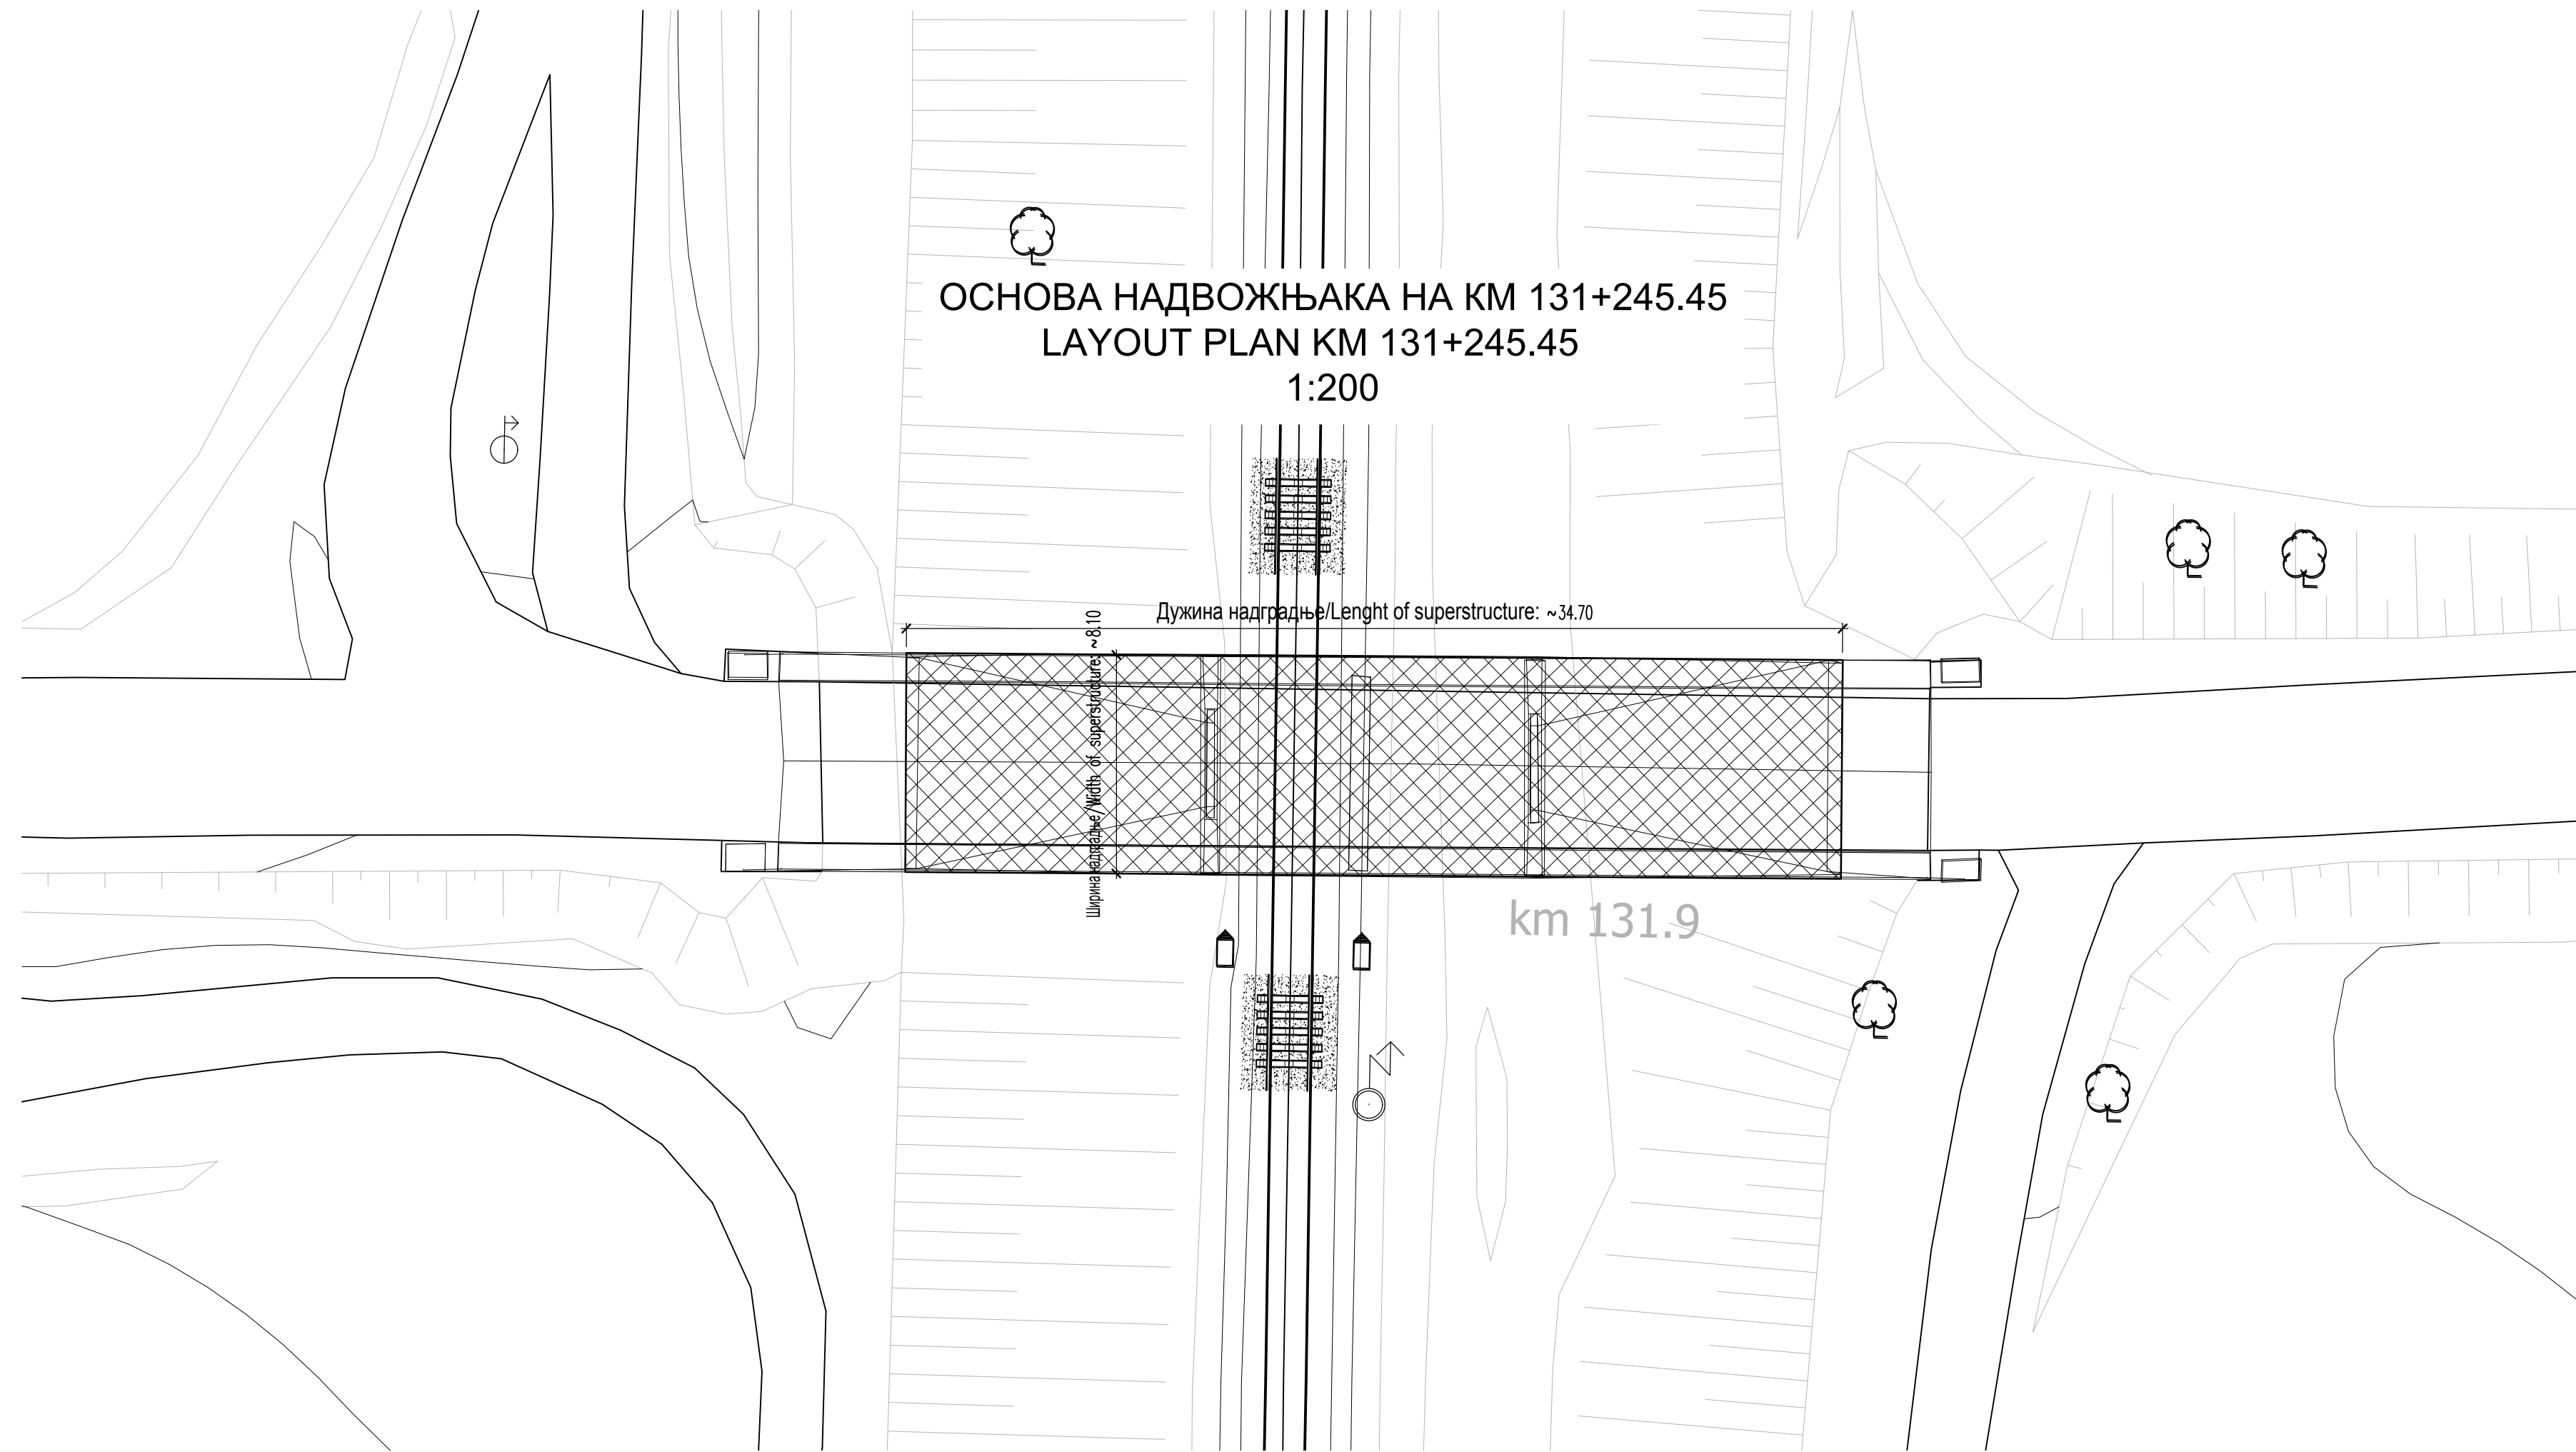 ОСНОВА НАДВОЖЊАКА НА КМ 131+245.45
LAYOUT PLAN KM 131+245.45
1:200
Дужина надградње/Lenght of superstructure: ~34.70
Ширина надградње/Width of superstructure: ~8.10
km 131.9